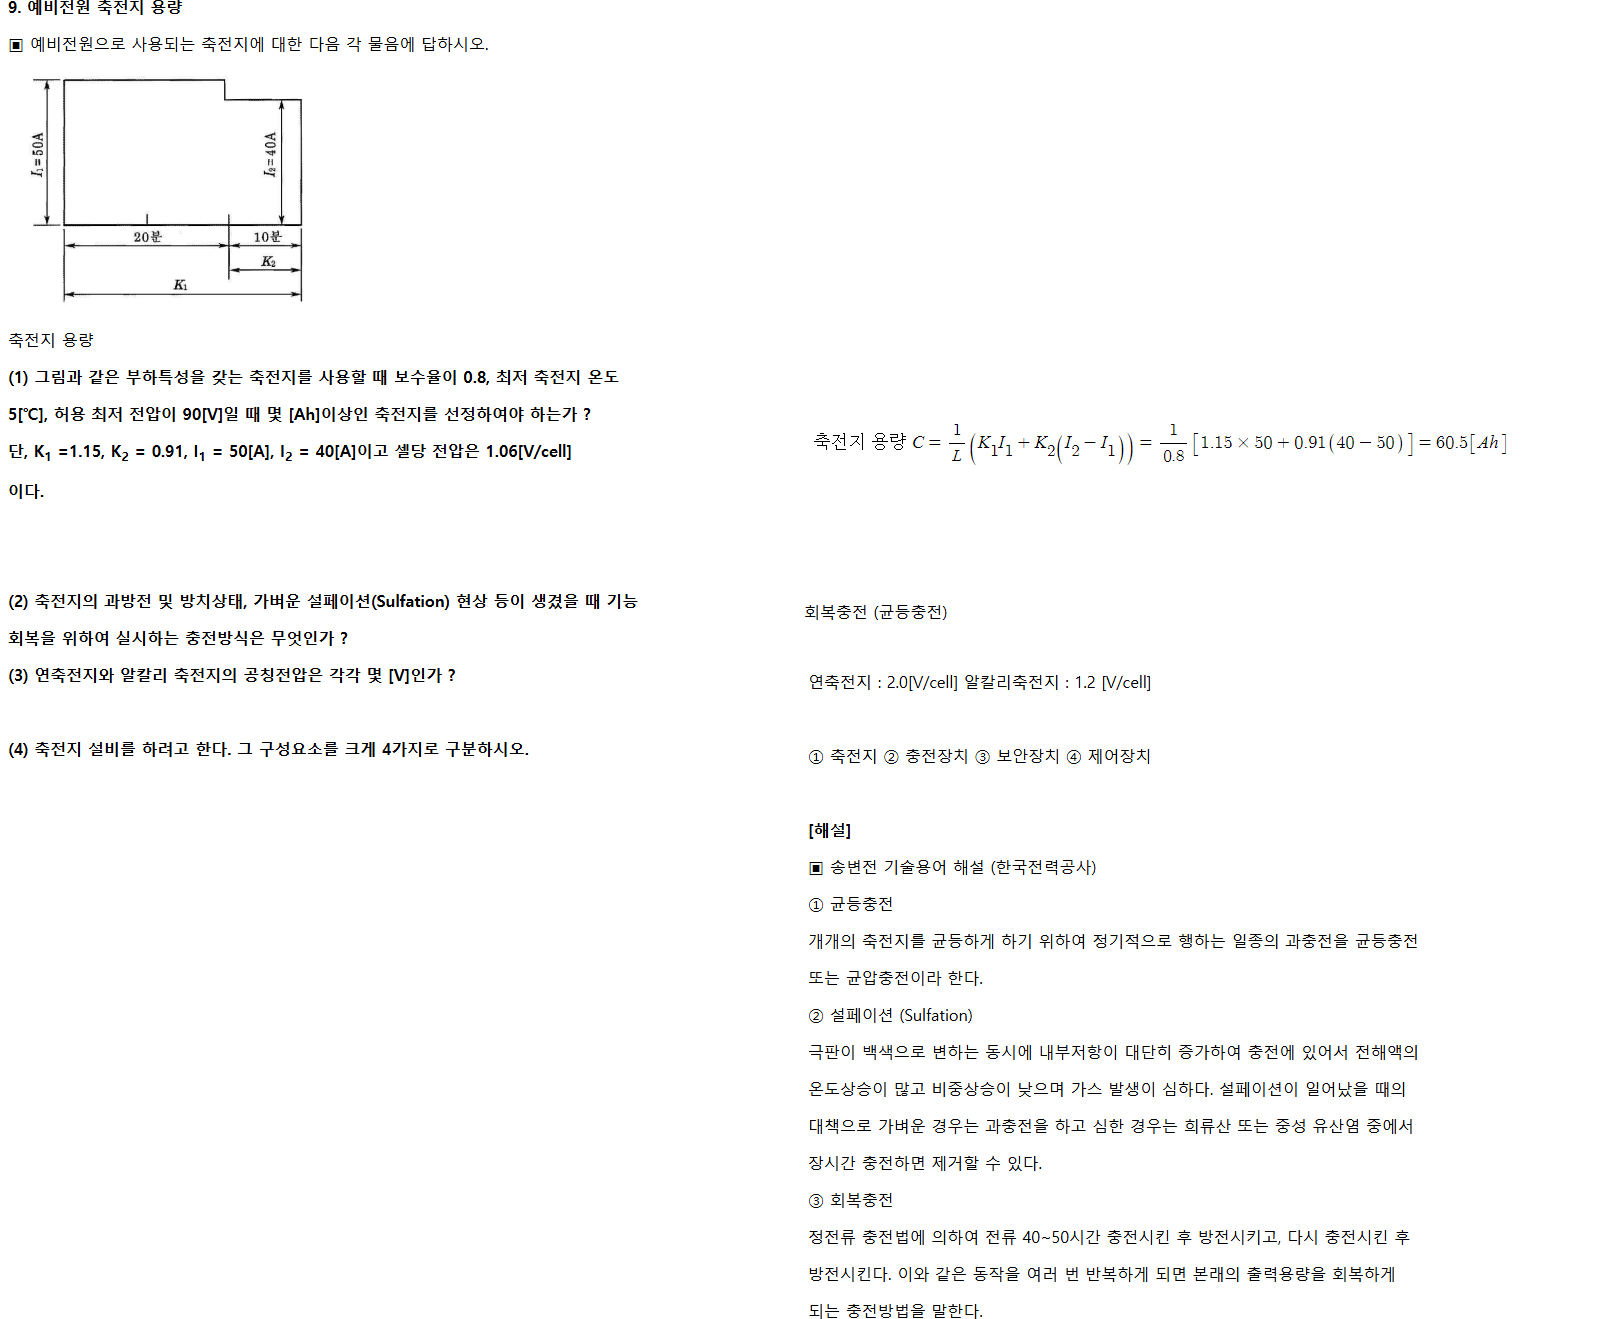 9. 예비전원 축전지 용량
▣ 예비전원으로 사용되는 축전지에 대한 다음 각 물음에 답하시오.
I₁=50A
I₂=40A
20분
10분
K₂
K₁
축전지 용량
(1) 그림과 같은 부하특성을 갖는 축전지를 사용할 때 보수율이 0.8, 최저 축전지 온도
5[℃], 허용 최저 전압이 90[V]일 때 몇 [Ah]이상인 축전지를 선정하여야 하는가 ?
단, K₁ =1.15, K₂ = 0.91, I₁ = 50[A], I₂ = 40[A]이고 셀당 전압은 1.06[V/cell]
이다.
축전지 용량 C = 1/L (K₁I₁ + K₂(I₂ − I₁)) = 1/0.8 [1.15 × 50 + 0.91(40 − 50)] = 60.5[Ah]
(2) 축전지의 과방전 및 방치상태, 가벼운 설페이션(Sulfation) 현상 등이 생겼을 때 기능
회복을 위하여 실시하는 충전방식은 무엇인가 ?
회복충전 (균등충전)
(3) 연축전지와 알칼리 축전지의 공칭전압은 각각 몇 [V]인가 ?
연축전지 : 2.0[V/cell] 알칼리축전지 : 1.2 [V/cell]
(4) 축전지 설비를 하려고 한다. 그 구성요소를 크게 4가지로 구분하시오.
① 축전지 ② 충전장치 ③ 보안장치 ④ 제어장치
[해설]
▣ 송변전 기술용어 해설 (한국전력공사)
① 균등충전
개개의 축전지를 균등하게 하기 위하여 정기적으로 행하는 일종의 과충전을 균등충전
또는 균압충전이라 한다.
② 설페이션 (Sulfation)
극판이 백색으로 변하는 동시에 내부저항이 대단히 증가하여 충전에 있어서 전해액의
온도상승이 많고 비중상승이 낮으며 가스 발생이 심하다. 설페이션이 일어났을 때의
대책으로 가벼운 경우는 과충전을 하고 심한 경우는 희류산 또는 중성 유산염 중에서
장시간 충전하면 제거할 수 있다.
③ 회복충전
정전류 충전법에 의하여 전류 40~50시간 충전시킨 후 방전시키고, 다시 충전시킨 후
방전시킨다. 이와 같은 동작을 여러 번 반복하게 되면 본래의 출력용량을 회복하게
되는 충전방법을 말한다.